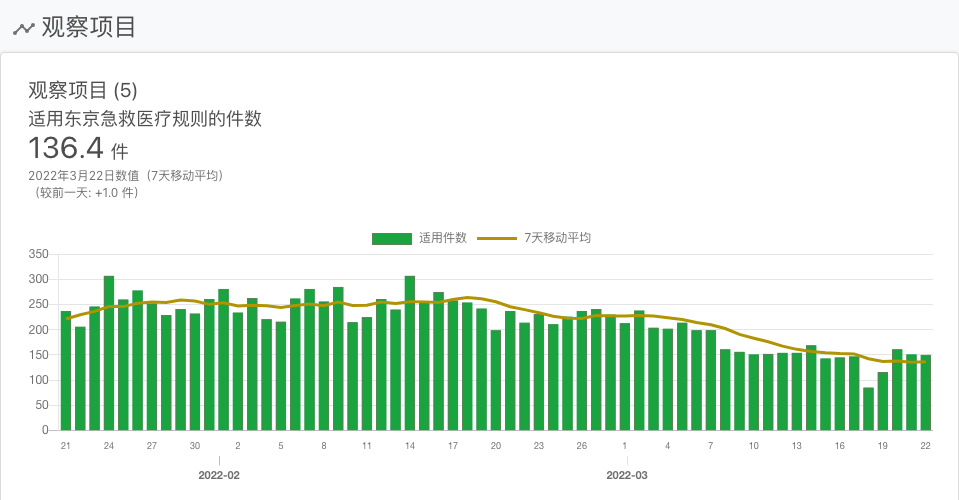 观察项目
观察项目 (5)
适用东京急救医疗规则的件数
136.4 件
2022年3月22日数值（7天移动平均）
（较前一天: +1.0 件）
适用件数 7天移动平均
350
300
250
200
150
100
50
0
21 24 27 30 2 5 8 11 14 17 20 23 26 1 4 7 10 13 16 19 22
2022-02 2022-03